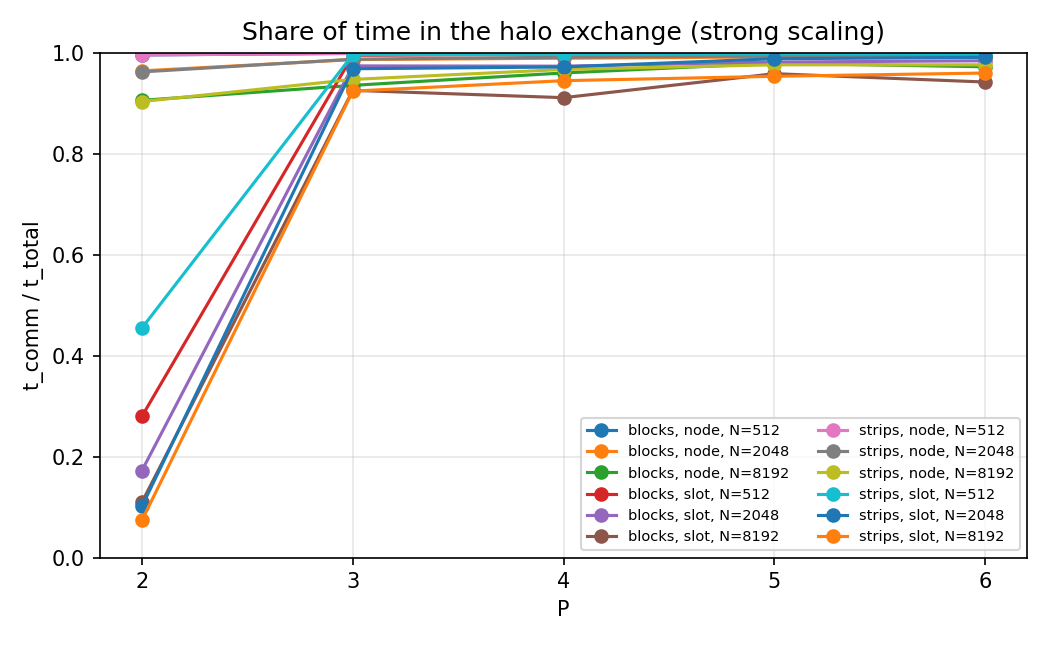 Share of time in the halo exchange (strong scaling)
t_comm / t_total
1.0
0.8
0.6
0.4
0.2
0.0
2 3 4 5 6
P
blocks, node, N=512
blocks, node, N=2048
blocks, node, N=8192
blocks, slot, N=512
blocks, slot, N=2048
blocks, slot, N=8192
strips, node, N=512
strips, node, N=2048
strips, node, N=8192
strips, slot, N=512
strips, slot, N=2048
strips, slot, N=8192